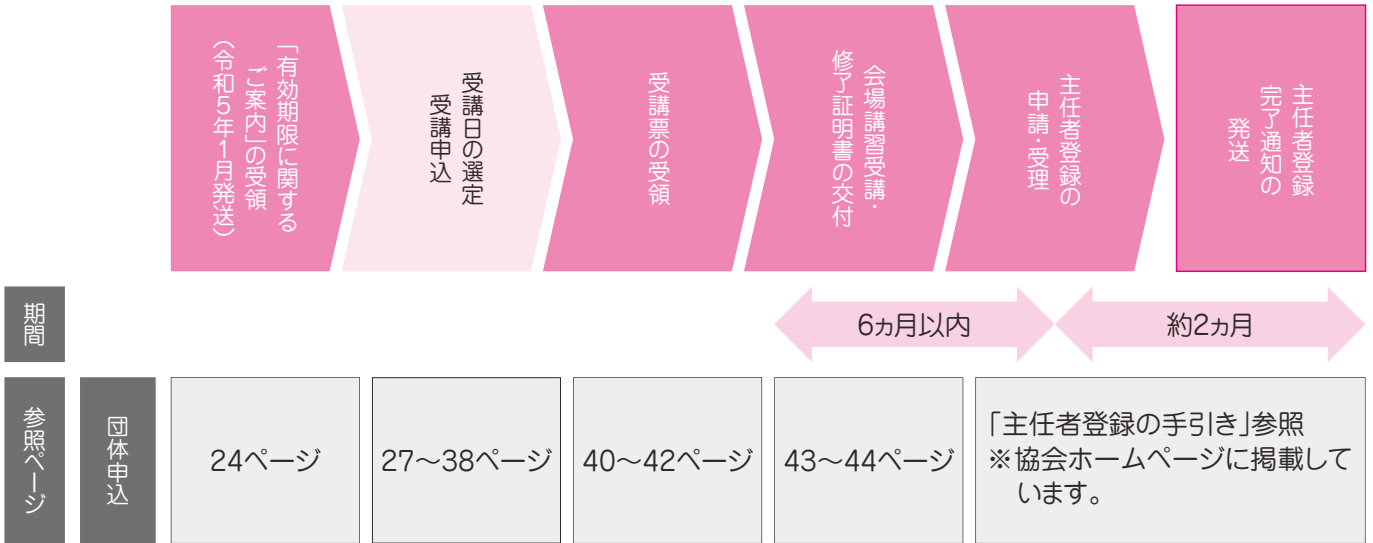 「有効期限に関する
ご案内」の受領
（令和5年1月発送）
受講日の選定
受講申込
受講票の受領
会場講習受講・
修了証明書の交付
主任者登録の
申請・受理
主任者登録
完了通知の
発送
期間
6ヵ月以内
約2ヵ月
参照ページ
団体申込
24ページ
27〜38ページ
40〜42ページ
43〜44ページ
「主任者登録の手引き」参照
※協会ホームページに掲載して
います。